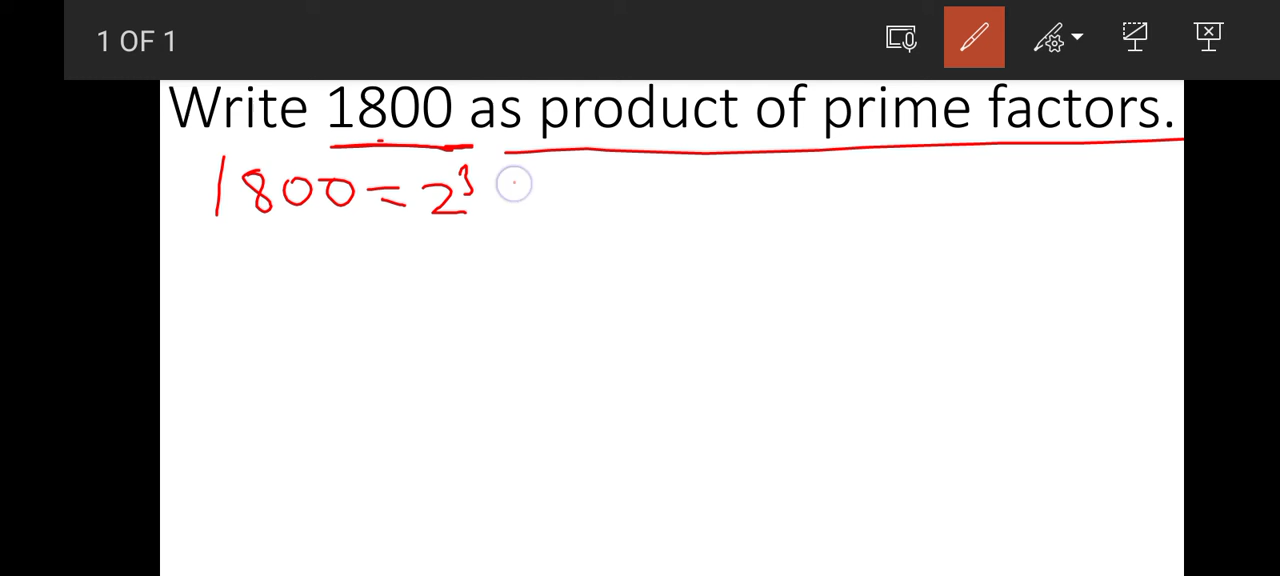 1 OF 1
Write 1800 as product of prime factors.
1800 = 2³